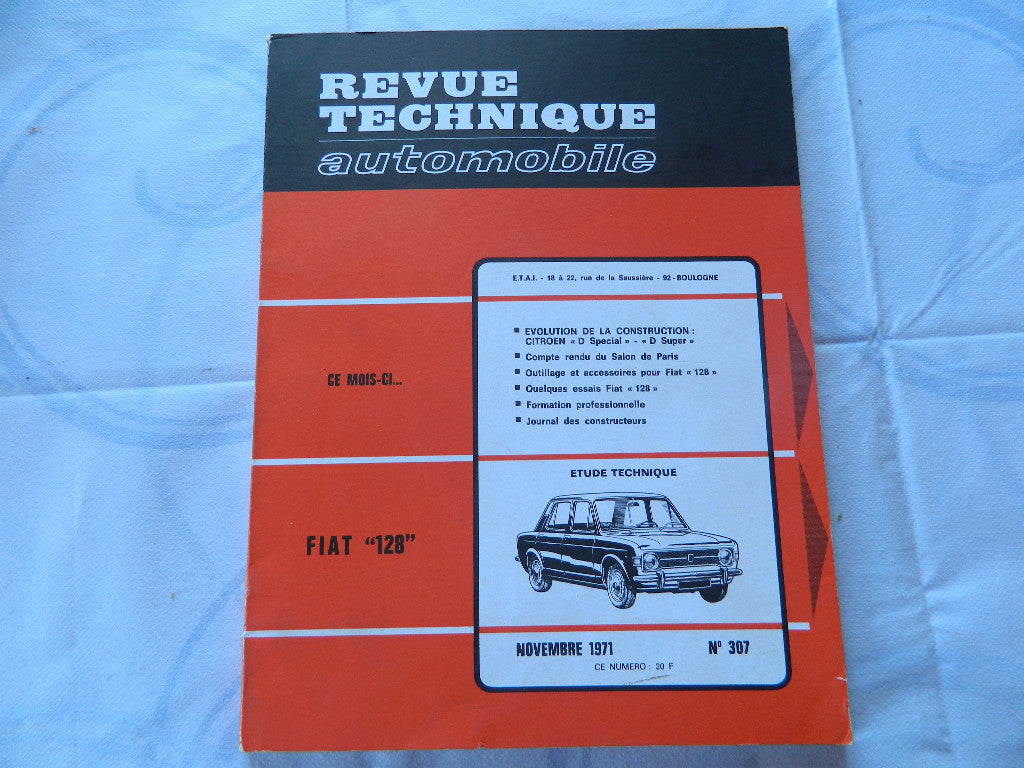 REVUE
TECHNIQUE
automobile
E.T.A.I. - 18 à 22, rue de la Saussière - 92 - BOULOGNE
CE MOIS-CI...
■ EVOLUTION DE LA CONSTRUCTION :
CITROEN « D Special » - « D Super »
■ Compte rendu du Salon de Paris
■ Outillage et accessoires pour Fiat « 128 »
■ Quelques essais Fiat « 128 »
■ Formation professionnelle
■ Journal des constructeurs
FIAT “128”
ETUDE TECHNIQUE
NOVEMBRE 1971 N° 307
CE NUMERO : 20 F